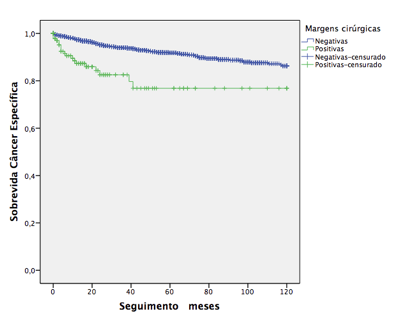 Margens cirúrgicas
Negativas
Positivas
Negativas-censurado
Positivas-censurado
Sobrevida Câncer Específica
1,0
0,8
0,6
0,4
0,2
0,0
0 20 40 60 80 100 120
Seguimento meses